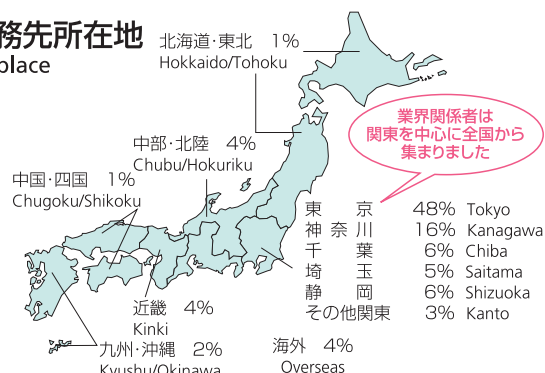 務先所在地
place
北海道・東北 1%
Hokkaido/Tohoku
業界関係者は
関東を中心に全国から
集まりました
中部・北陸 4%
Chubu/Hokuriku
中国・四国 1%
Chugoku/Shikoku
東京 48% Tokyo
神奈川 16% Kanagawa
千葉 6% Chiba
埼玉 5% Saitama
静岡 6% Shizuoka
その他関東 3% Kanto
近畿 4%
Kinki
九州・沖縄 2%
Kyushu/Okinawa
海外 4%
Overseas